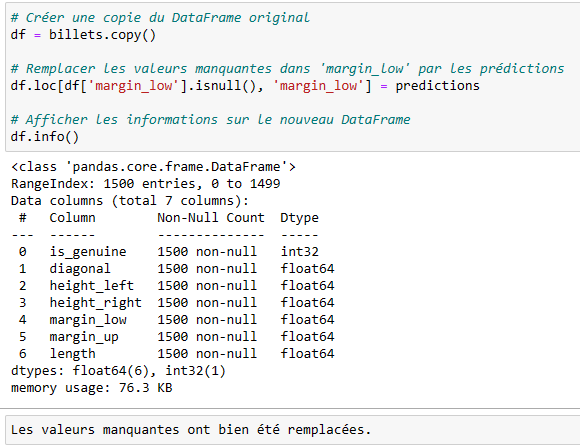 # Créer une copie du DataFrame original
df = billets.copy()
# Remplacer les valeurs manquantes dans 'margin_low' par les prédictions
df.loc[df['margin_low'].isnull(), 'margin_low'] = predictions
# Afficher les informations sur le nouveau DataFrame
df.info()
<class 'pandas.core.frame.DataFrame'>
RangeIndex: 1500 entries, 0 to 1499
Data columns (total 7 columns):
 #   Column        Non-Null Count  Dtype
---  ------        --------------  -----
 0   is_genuine    1500 non-null   int32
 1   diagonal      1500 non-null   float64
 2   height_left   1500 non-null   float64
 3   height_right  1500 non-null   float64
 4   margin_low    1500 non-null   float64
 5   margin_up     1500 non-null   float64
 6   length        1500 non-null   float64
dtypes: float64(6), int32(1)
memory usage: 76.3 KB
Les valeurs manquantes ont bien été remplacées.